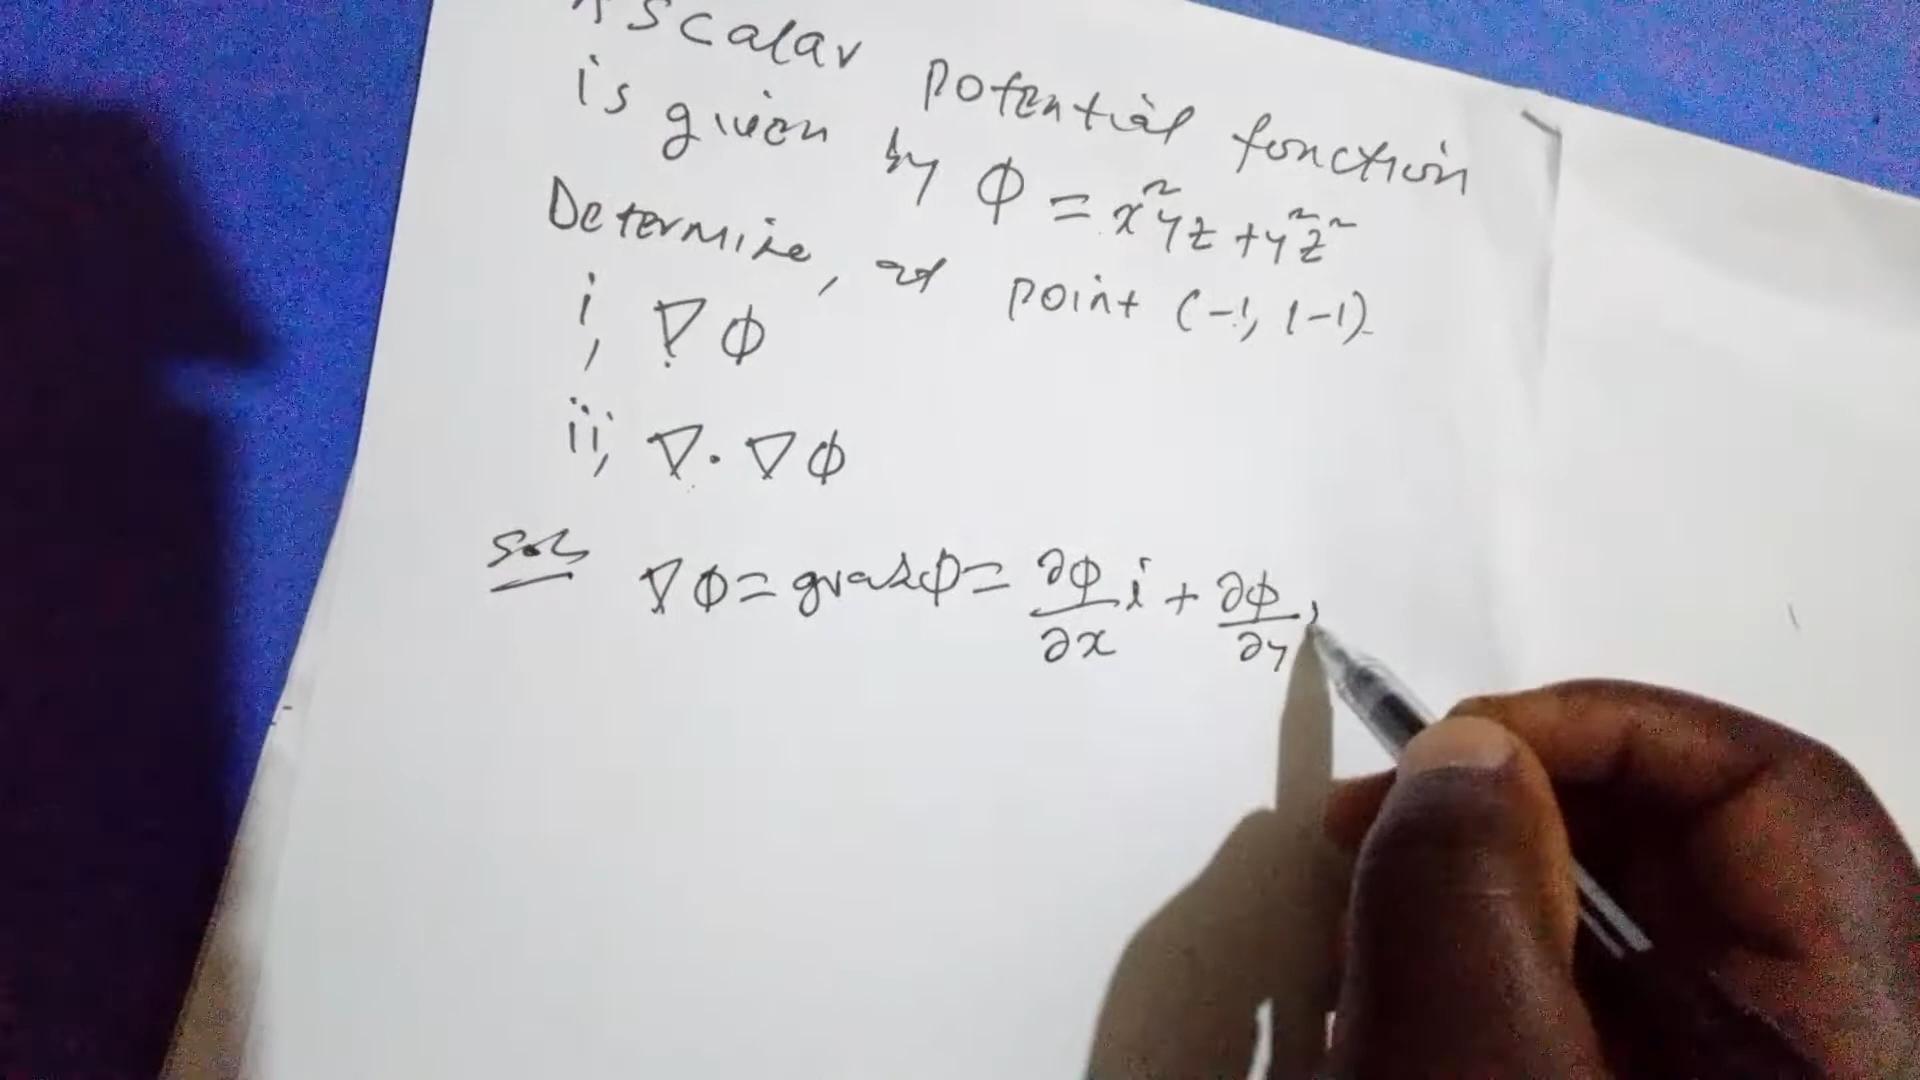 A scalar potential function
is given by ϕ = x²yz + y²z²
Determine, at point (-1, 1 -1).
i, ∇ϕ
ii, ∇·∇ϕ
Sol ∇ϕ = gradϕ = ∂ϕ/∂x i + ∂ϕ/∂y